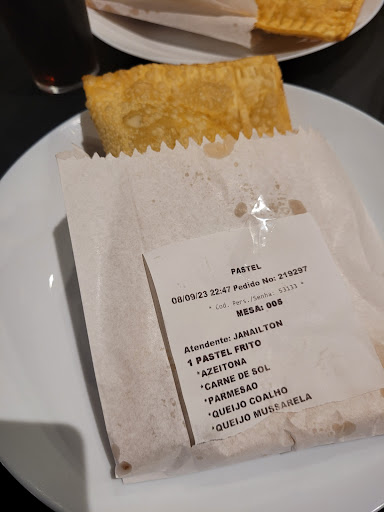 PASTEL
08/09/23 22:47 Pedido No: 219297
* Cod. Pers./Senha: 53133 *
MESA: 005
Atendente: JANAILTON
1 PASTEL FRITO
*AZEITONA
*CARNE DE SOL
*PARMESAO
*QUEIJO COALHO
*QUEIJO MUSSARELA